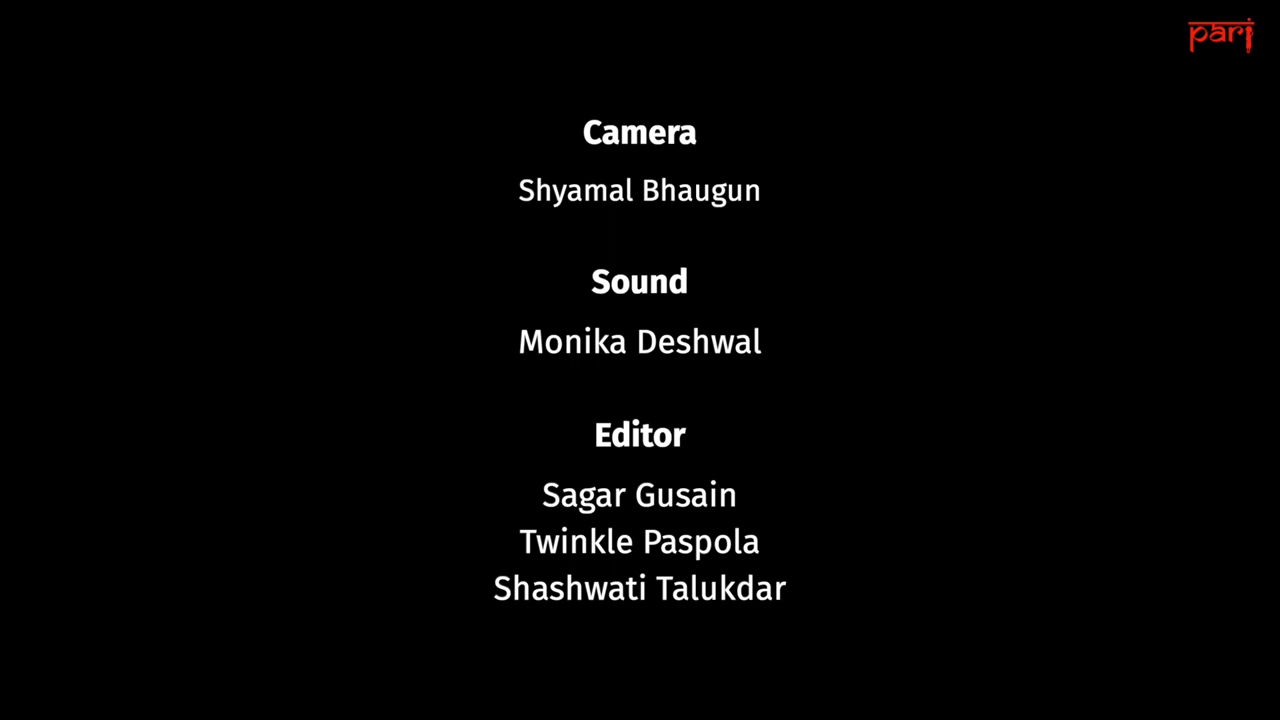 pari
Camera
Shyamal Bhaugun
Sound
Monika Deshwal
Editor
Sagar Gusain
Twinkle Paspola
Shashwati Talukdar